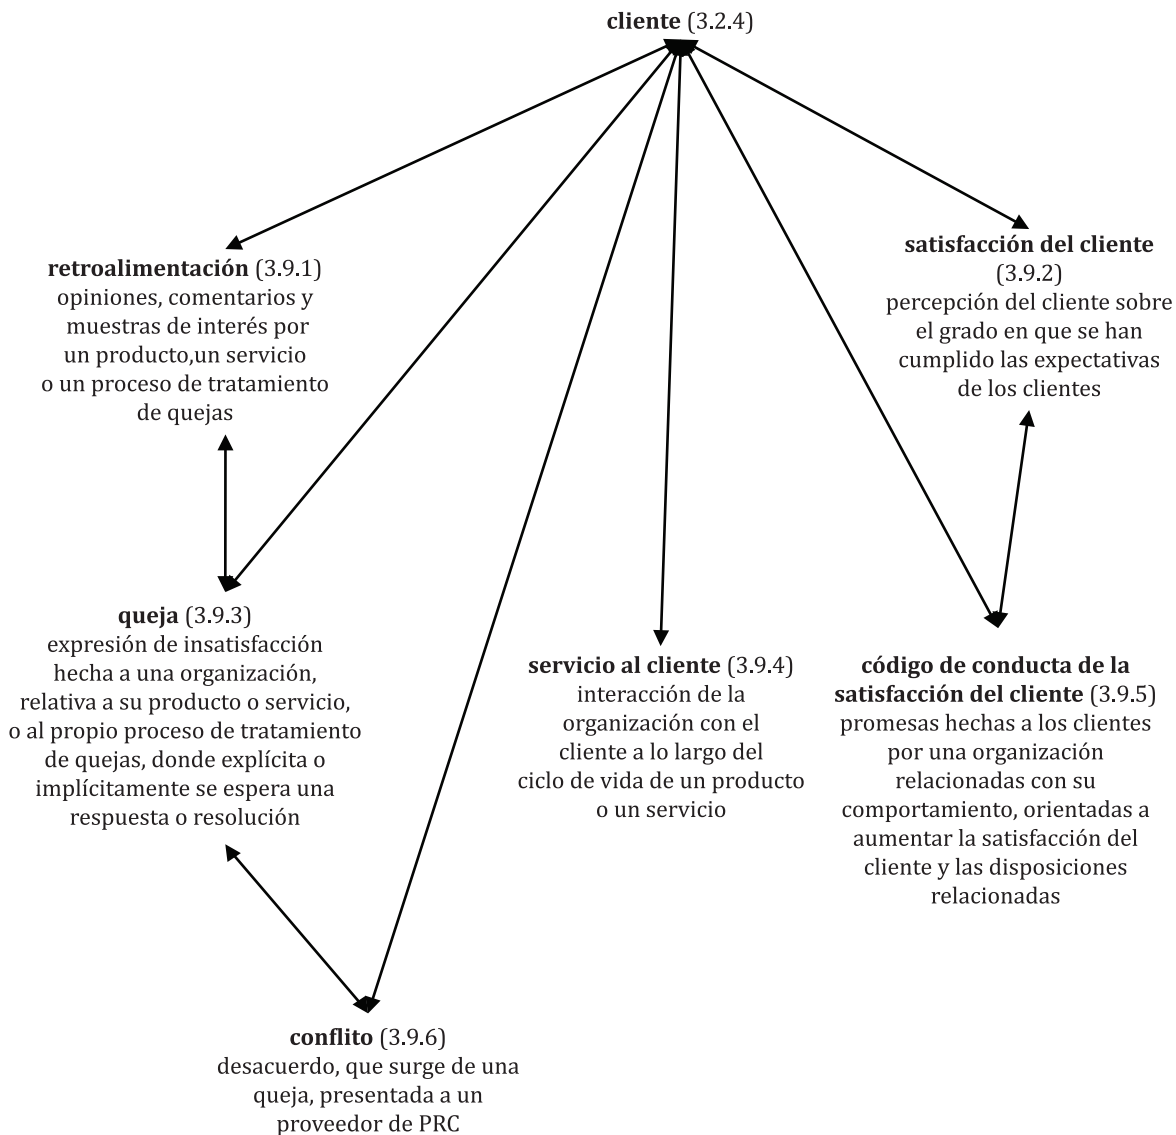 cliente (3.2.4)
retroalimentación (3.9.1)
opiniones, comentarios y
muestras de interés por
un producto,un servicio
o un proceso de tratamiento
de quejas
satisfacción del cliente
(3.9.2)
percepción del cliente sobre
el grado en que se han
cumplido las expectativas
de los clientes
queja (3.9.3)
expresión de insatisfacción
hecha a una organización,
relativa a su producto o servicio,
o al propio proceso de tratamiento
de quejas, donde explícita o
implícitamente se espera una
respuesta o resolución
servicio al cliente (3.9.4)
interacción de la
organización con el
cliente a lo largo del
ciclo de vida de un producto
o un servicio
código de conducta de la
satisfacción del cliente (3.9.5)
promesas hechas a los clientes
por una organización
relacionadas con su
comportamiento, orientadas a
aumentar la satisfacción del
cliente y las disposiciones
relacionadas
conflito (3.9.6)
desacuerdo, que surge de una
queja, presentada a un
proveedor de PRC